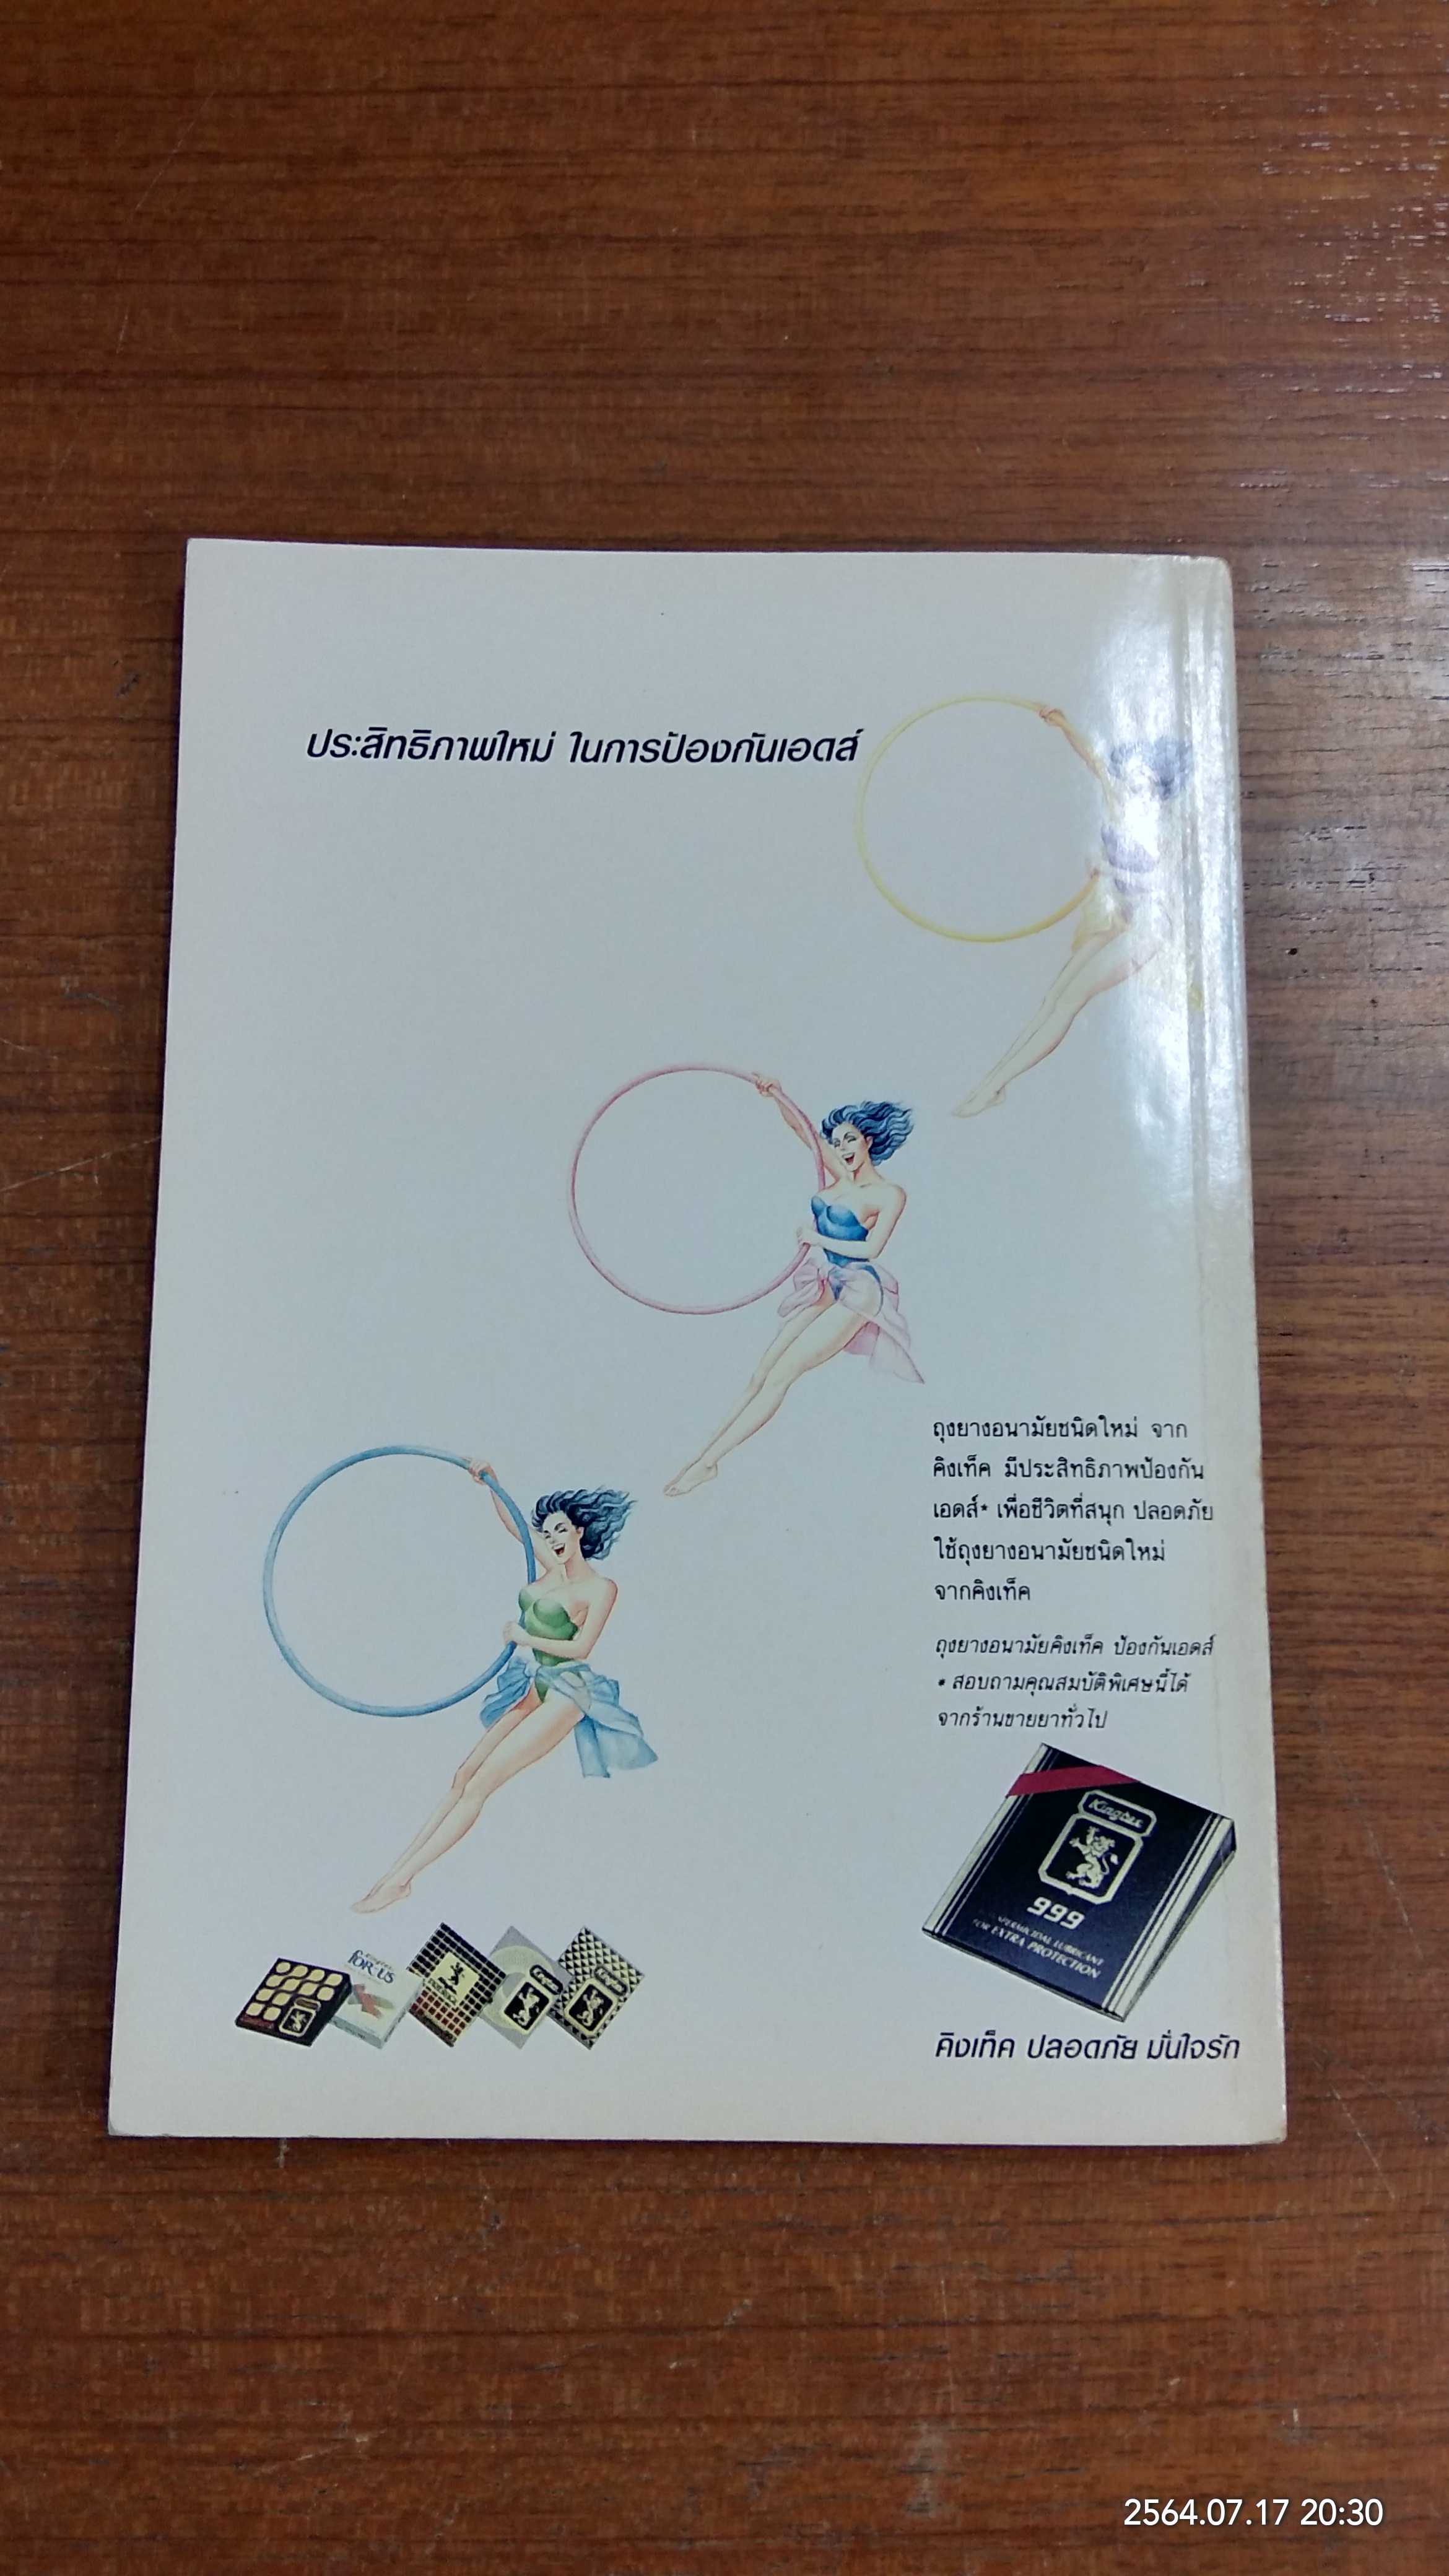 ประสิทธิภาพใหม่ ในการป้องกันเอดส์
ถุงยางอนามัยชนิดใหม่ จาก
คิงเท็ค มีประสิทธิภาพป้องกัน
เอดส์* เพื่อชีวิตที่สนุก ปลอดภัย
ใช้ถุงยางอนามัยชนิดใหม่
จากคิงเท็ค
ถุงยางอนามัยคิงเท็ค ป้องกันเอดส์
* สอบถามคุณสมบัติพิเศษนี้ได้
จากร้านขายยาทั่วไป
Kingtex
999
SPERMICIDAL LUBRICANT
FOR EXTRA PROTECTION
FOR US
คิงเท็ค ปลอดภัย มั่นใจรัก
2564.07.17 20:30